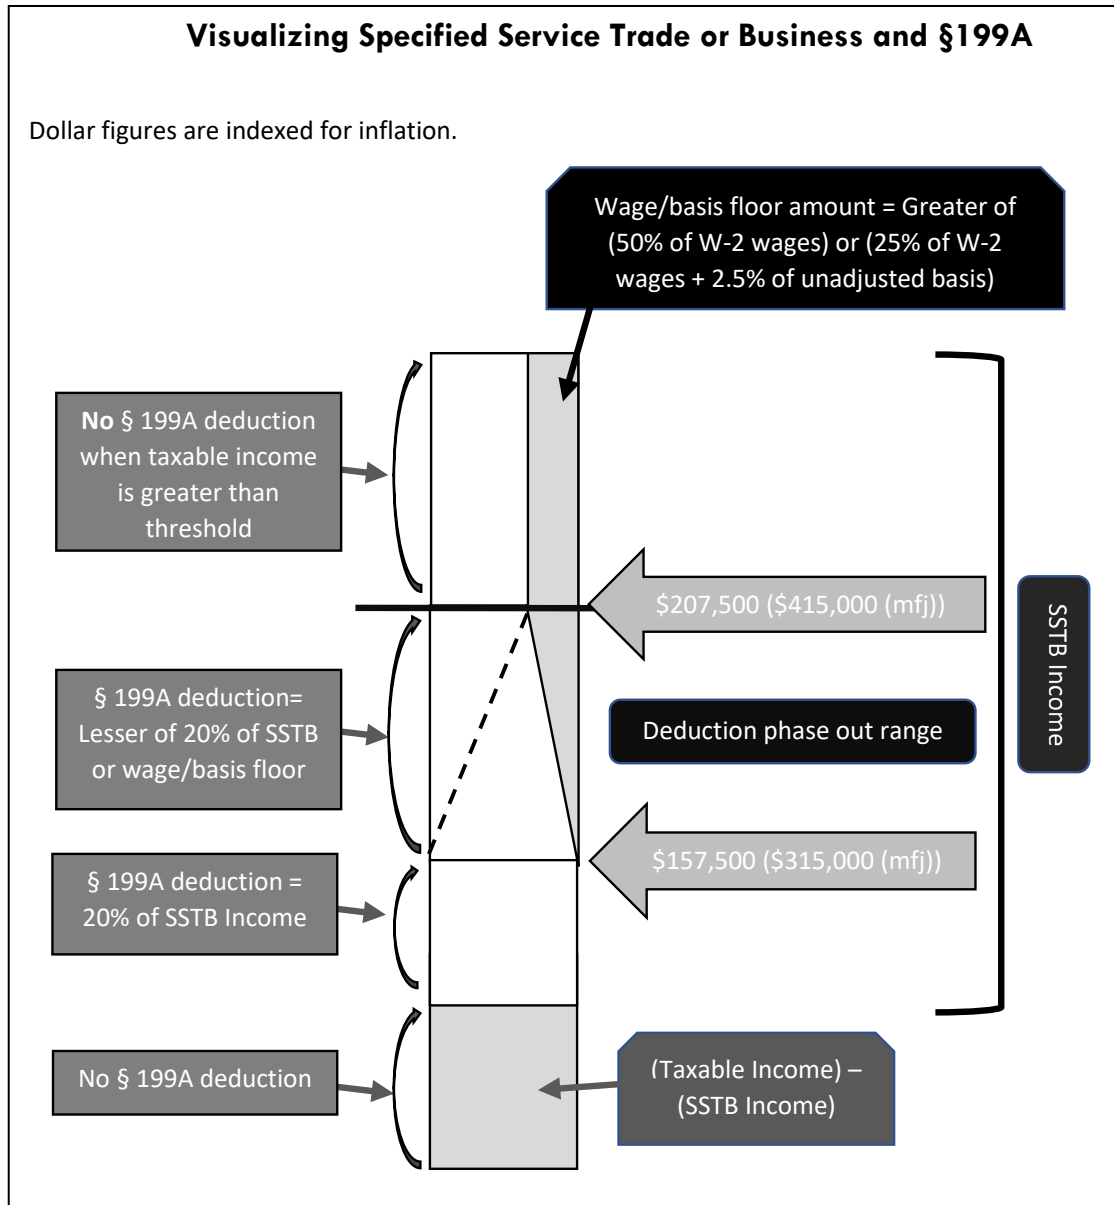 Visualizing Specified Service Trade or Business and §199A
Dollar figures are indexed for inflation.
Wage/basis floor amount = Greater of
(50% of W-2 wages) or (25% of W-2
wages + 2.5% of unadjusted basis)
No § 199A deduction
when taxable income
is greater than
threshold
$207,500 ($415,000 (mfj))
SSTB Income
§ 199A deduction=
Lesser of 20% of SSTB
or wage/basis floor
Deduction phase out range
$157,500 ($315,000 (mfj))
§ 199A deduction =
20% of SSTB Income
No § 199A deduction
(Taxable Income) –
(SSTB Income)